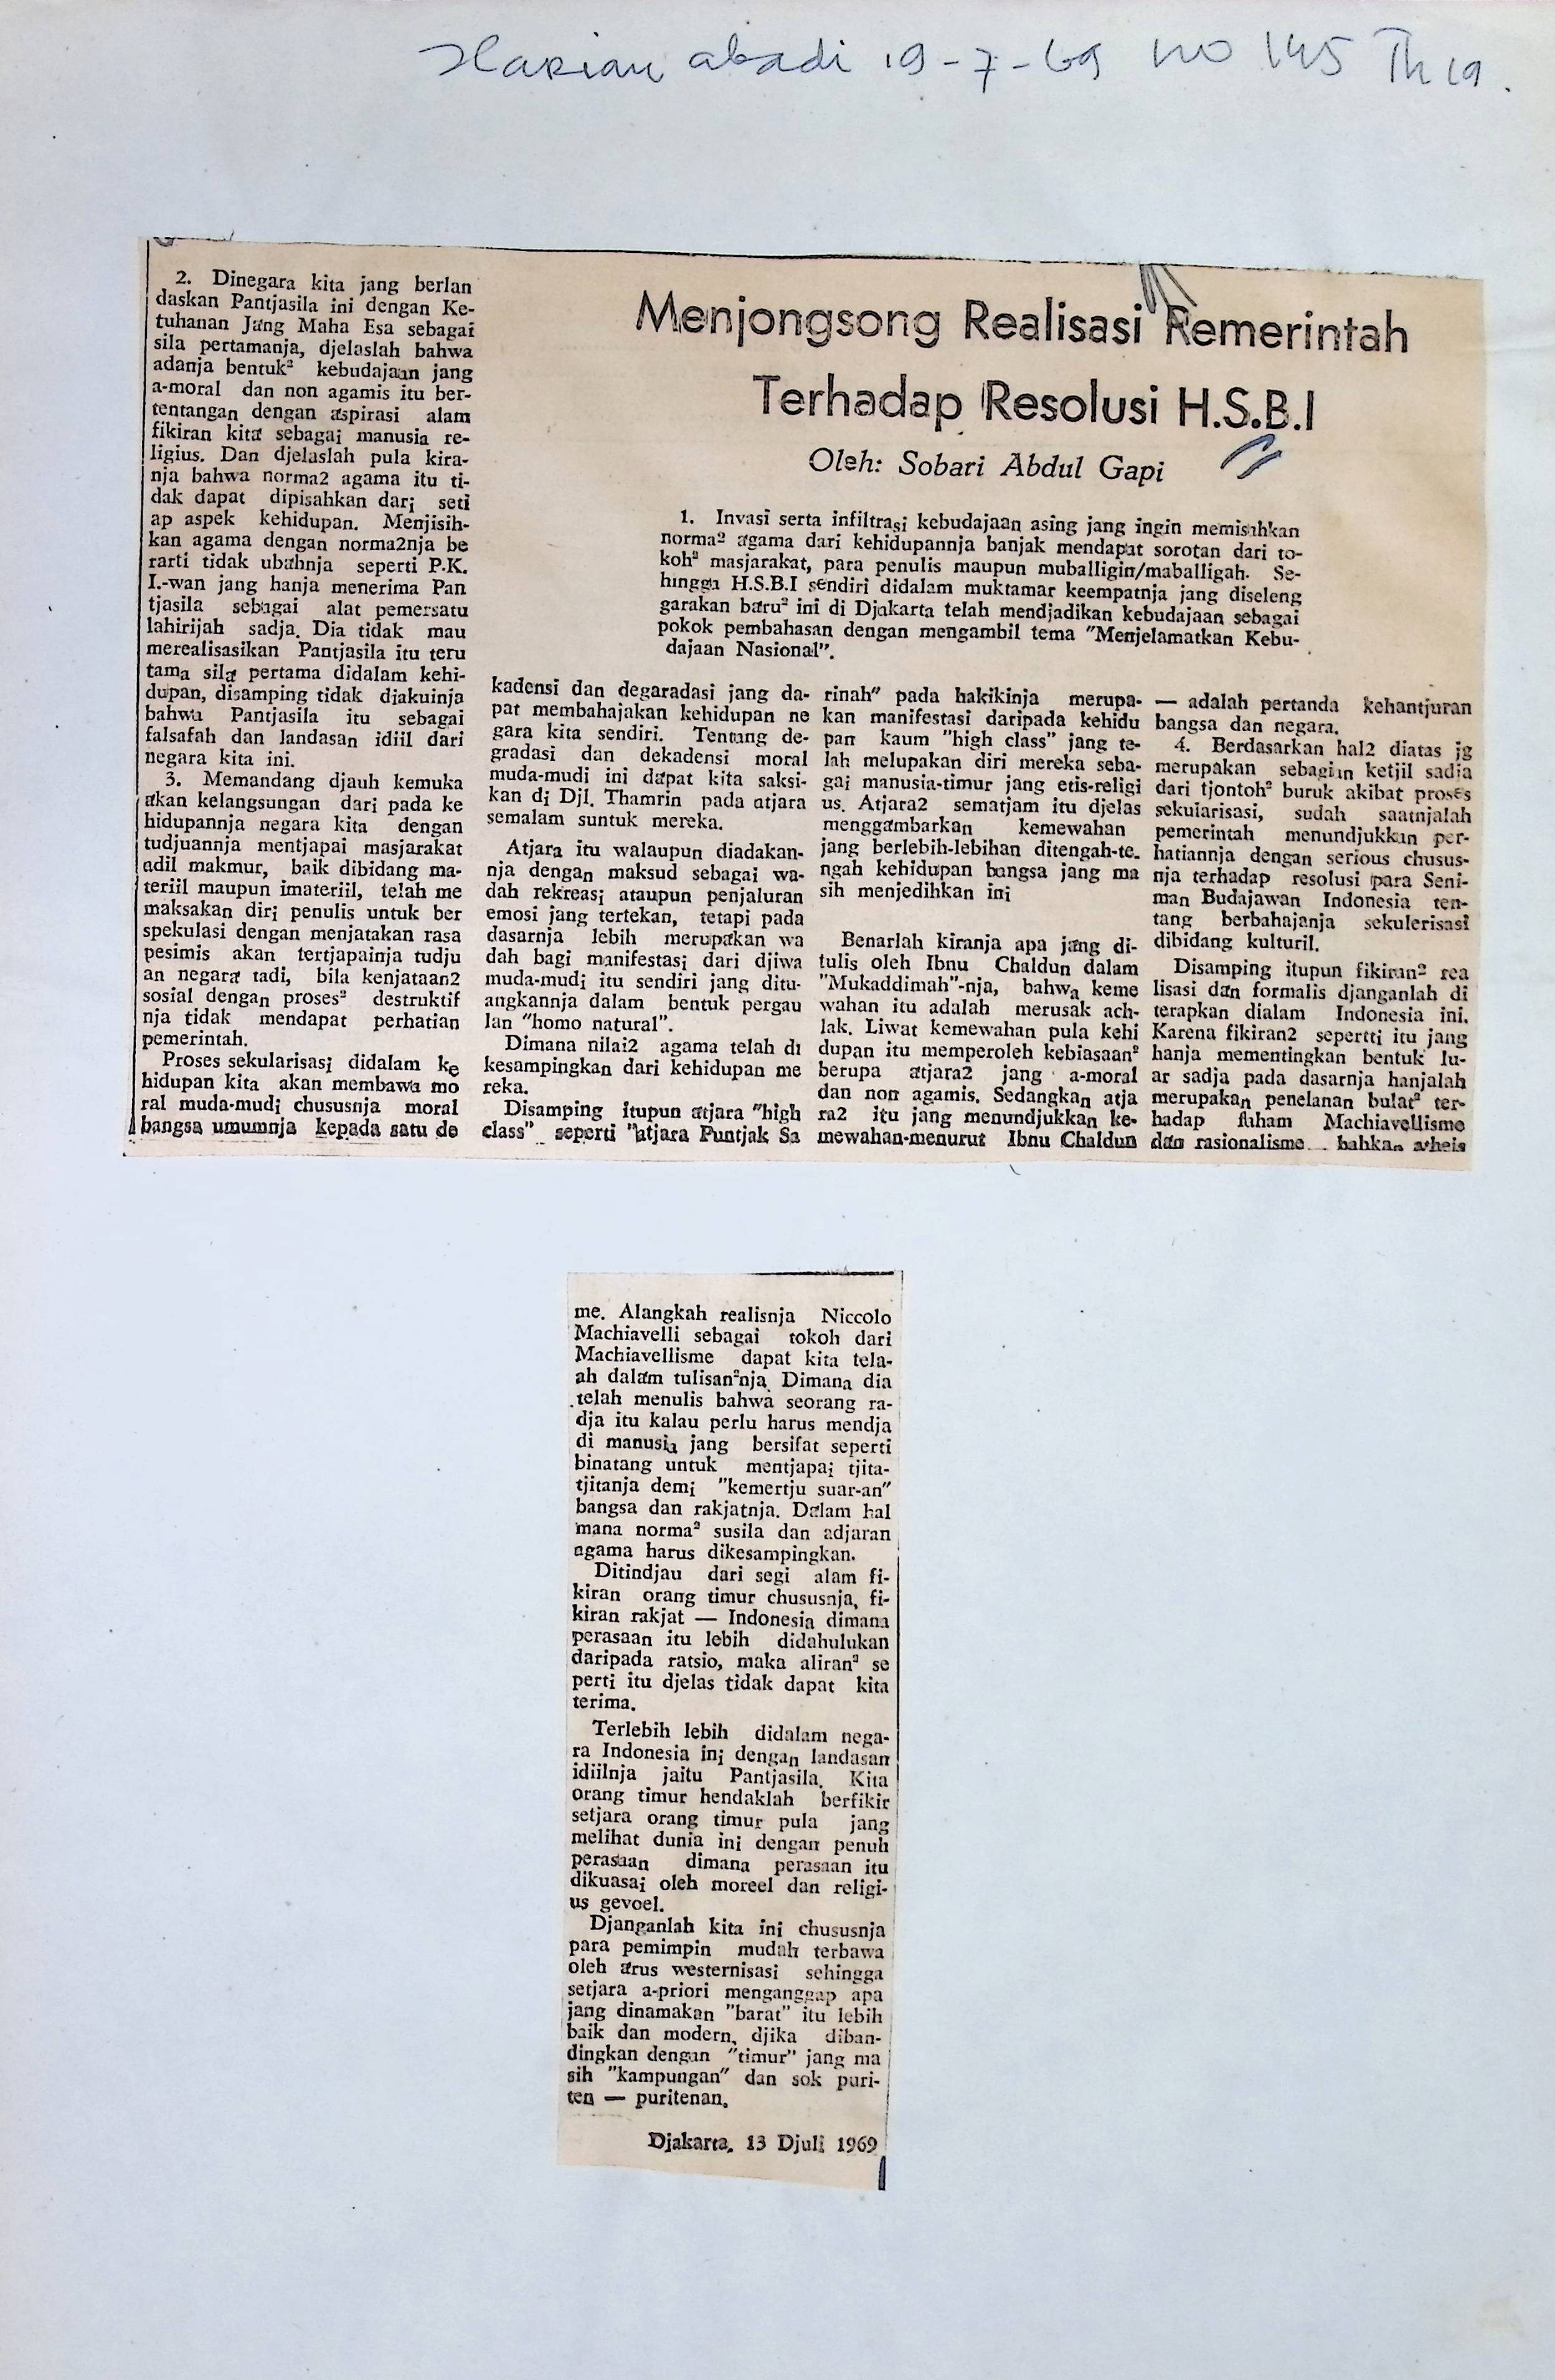 Harian abadi 19-7-69 no 145 Th 19.
Menjongsong Realisasi Pemerintah
Terhadap Resolusi H.S.B.I
Oleh: Sobari Abdul Gapi
1. Invasi serta infiltrasi kebudajaan asing jang ingin memisahkan
norma² agama dari kehidupannja banjak mendapat sorotan dari to-
koh² masjarakat, para penulis maupun muballigin/maballigah. Se-
hingga H.S.B.I sendiri didalam muktamar keempatnja jang diseleng
garakan baru² ini di Djakarta telah mendjadikan kebudajaan sebagai
pokok pembahasan dengan mengambil tema "Menjelamatkan Kebu-
dajaan Nasional".
2. Dinegara kita jang berlan
daskan Pantjasila ini dengan Ke-
tuhanan Jang Maha Esa sebagai
sila pertamanja, djelaslah bahwa
adanja bentuk² kebudajaan jang
a-moral dan non agamis itu ber-
tentangan dengan aspirasi alam
fikiran kita sebagai manusia re-
ligius. Dan djelaslah pula kira-
nja bahwa norma2 agama itu ti-
dak dapat dipisahkan dari seti
ap aspek kehidupan. Menjisih-
kan agama dengan norma2nja be
rarti tidak ubahnja seperti P.K.
I.-wan jang hanja menerima Pan
tjasila sebagai alat pemersatu
lahirijah sadja. Dia tidak mau
merealisasikan Pantjasila itu teru
tama sila pertama didalam kehi-
dupan, disamping tidak diakuinja
bahwa Pantjasila itu sebagai
falsafah dan landasan idiil dari
negara kita ini.
3. Memandang djauh kemuka
akan kelangsungan dari pada ke
hidupannja negara kita dengan
tudjuannja mentjapai masjarakat
adil makmur, baik dibidang ma-
teriil maupun imateriil, telah me
maksakan diri penulis untuk ber
spekulasi dengan menjatakan rasa
pesimis akan tertjapainja tudju
an negara tadi, bila kenjataan2
sosial dengan proses² destruktif
nja tidak mendapat perhatian
pemerintah.
Proses sekularisasi didalam ke
hidupan kita akan membawa mo
ral muda-mudi chususnja moral
bangsa umumnja kepada satu de
kadensi dan degaradasi jang da-
pat membahajakan kehidupan ne
gara kita sendiri. Tentang de-
gradasi dan dekadensi moral
muda-mudi ini dapat kita saksi-
kan di Djl. Thamrin pada atjara
semalam suntuk mereka.
Atjara itu walaupun diadakan-
nja dengan maksud sebagai wa-
dah rekreasi ataupun penjaluran
emosi jang tertekan, tetapi pada
dasarnja lebih merupakan wa
dah bagi manifestasi dari djiwa
muda-mudi itu sendiri jang ditu-
angkannja dalam bentuk pergau
lan "homo natural".
Dimana nilai2 agama telah di
kesampingkan dari kehidupan me
reka.
Disamping itupun atjara "high
class" seperti "atjara Puntjak Sa
rinah" pada hakikinja merupa-
kan manifestasi daripada kehidu
pan kaum "high class" jang te-
lah melupakan diri mereka seba-
gai manusia-timur jang etis-religi
us. Atjara2 sematjam itu djelas
menggambarkan kemewahan
jang berlebih-lebihan ditengah-te.
ngah kehidupan bangsa jang ma
sih menjedihkan ini
Benarlah kiranja apa jang di-
tulis oleh Ibnu Chaldun dalam
"Mukaddimah"-nja, bahwa keme
wahan itu adalah merusak ach-
lak. Liwat kemewahan pula kehi
dupan itu memperoleh kebiasaan²
berupa atjara2 jang a-moral
dan non agamis. Sedangkan atja
ra2 itu jang menundjukkan ke-
mewahan-menurut Ibnu Chaldun
— adalah pertanda kehantjuran
bangsa dan negara.
4. Berdasarkan hal2 diatas jg
merupakan sebagian ketjil sadja
dari tjontoh² buruk akibat proses
sekularisasi, sudah saatnjalah
pemerintah menundjukkan per-
hatiannja dengan serious chusus-
nja terhadap resolusi para Seni-
man Budajawan Indonesia ten-
tang berbahajanja sekulerisasi
dibidang kulturil.
Disamping itupun fikiran² rea
lisasi dan formalis djanganlah di
terapkan dialam Indonesia ini.
Karena fikiran2 sepertti itu jang
hanja mementingkan bentuk lu-
ar sadja pada dasarnja hanjalah
merupakan penelanan bulat² ter-
hadap faham Machiavellisme
dan rasionalisme bahkan atheis
me. Alangkah realisnja Niccolo
Machiavelli sebagai tokoh dari
Machiavellisme dapat kita tela-
ah dalam tulisan²nja. Dimana dia
telah menulis bahwa seorang ra-
dja itu kalau perlu harus mendja
di manusia jang bersifat seperti
binatang untuk mentjapai tjita-
tjitanja demi "kemertju suar-an"
bangsa dan rakjatnja. Dalam hal
mana norma² susila dan adjaran
agama harus dikesampingkan.
Ditindjau dari segi alam fi-
kiran orang timur chususnja, fi-
kiran rakjat — Indonesia dimana
perasaan itu lebih didahulukan
daripada ratsio, maka aliran² se
perti itu djelas tidak dapat kita
terima.
Terlebih lebih didalam nega-
ra Indonesia ini dengan landasan
idiilnja jaitu Pantjasila. Kita
orang timur hendaklah berfikir
setjara orang timur pula jang
melihat dunia ini dengan penuh
perasaan dimana perasaan itu
dikuasai oleh moreel dan religi-
us gevoel.
Djanganlah kita ini chususnja
para pemimpin mudah terbawa
oleh arus westernisasi sehingga
setjara a-priori menganggap apa
jang dinamakan "barat" itu lebih
baik dan modern, djika diban-
dingkan dengan "timur" jang ma
sih "kampungan" dan sok puri-
ten — puritenan.
Djakarta, 13 Djuli 1969